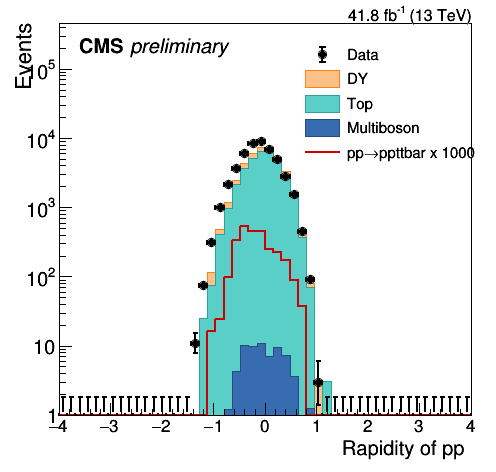 41.8 fb⁻¹ (13 TeV)
Events
CMS preliminary
Data
DY
Top
Multiboson
pp→ppttbar x 1000
10⁵
10⁴
10³
10²
10
1
−4 −3 −2 −1 0 1 2 3 4
Rapidity of pp